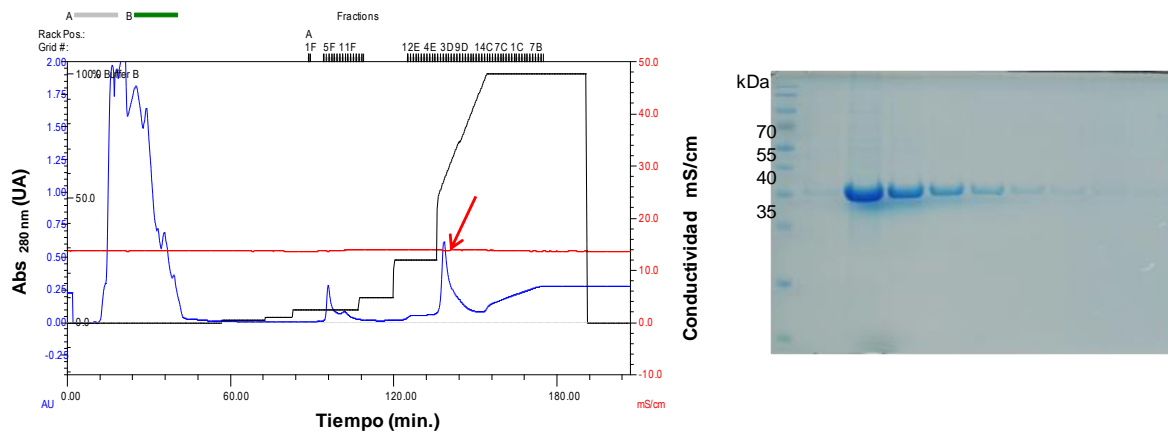 A B Fractions
Rack Pos.: A
Grid #: 1F 5F 11F 12E 4E 3D 9D 14C 7C 1C 7B
2.00 100% Buffer B 50.0
1.75 40.0
1.50
1.25 30.0
1.00 50.0 20.0
0.75
0.50 10.0
0.25
0.00 0.0 0.0
-0.25 -10.0
Abs 280 nm (UA)
Conductividad mS/cm
AU 0.00 60.00 120.00 180.00 mS/cm
Tiempo (min.)
kDa
70
55
40
35